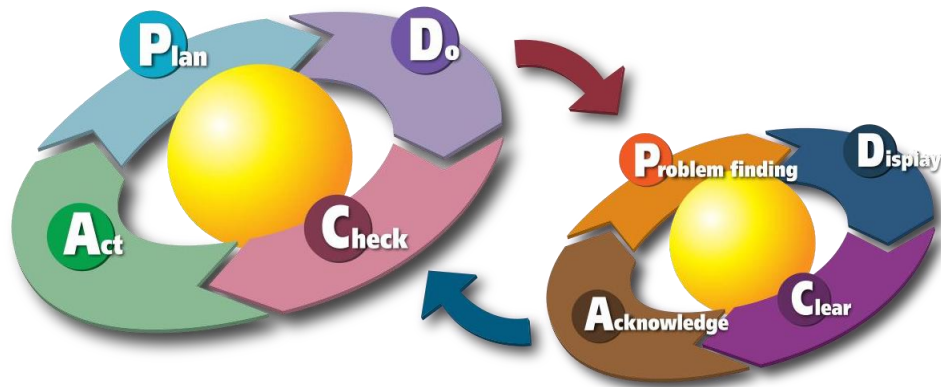 Plan
Do
Check
Act
Problem finding
Display
Clear
Acknowledge